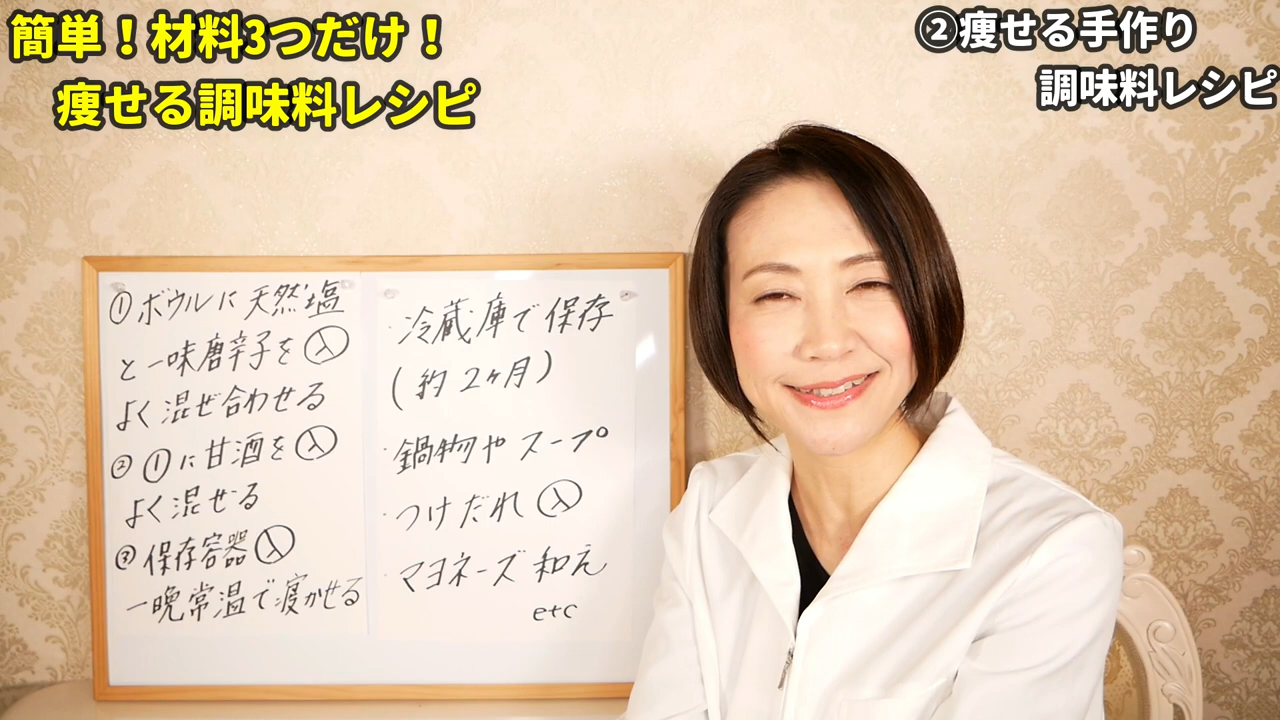 簡単！材料3つだけ！
痩せる調味料レシピ
②痩せる手作り
調味料レシピ
①ボウルに天然塩
と一味唐辛子を㋑
よく混ぜ合わせる
②①に甘酒を入
よく混ぜる
③保存容器入
一晩常温で寝かせる
・冷蔵庫で保存
(約2ヶ月)
・鍋物やスープ
・つけだれ入
マヨネーズ和え
etc